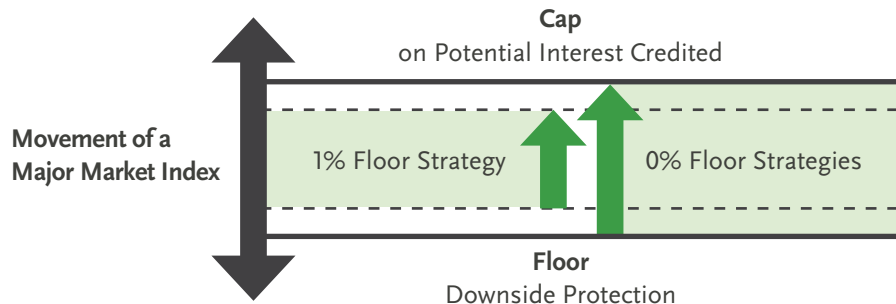 Cap
on Potential Interest Credited
Movement of a
Major Market Index
1% Floor Strategy
0% Floor Strategies
Floor
Downside Protection